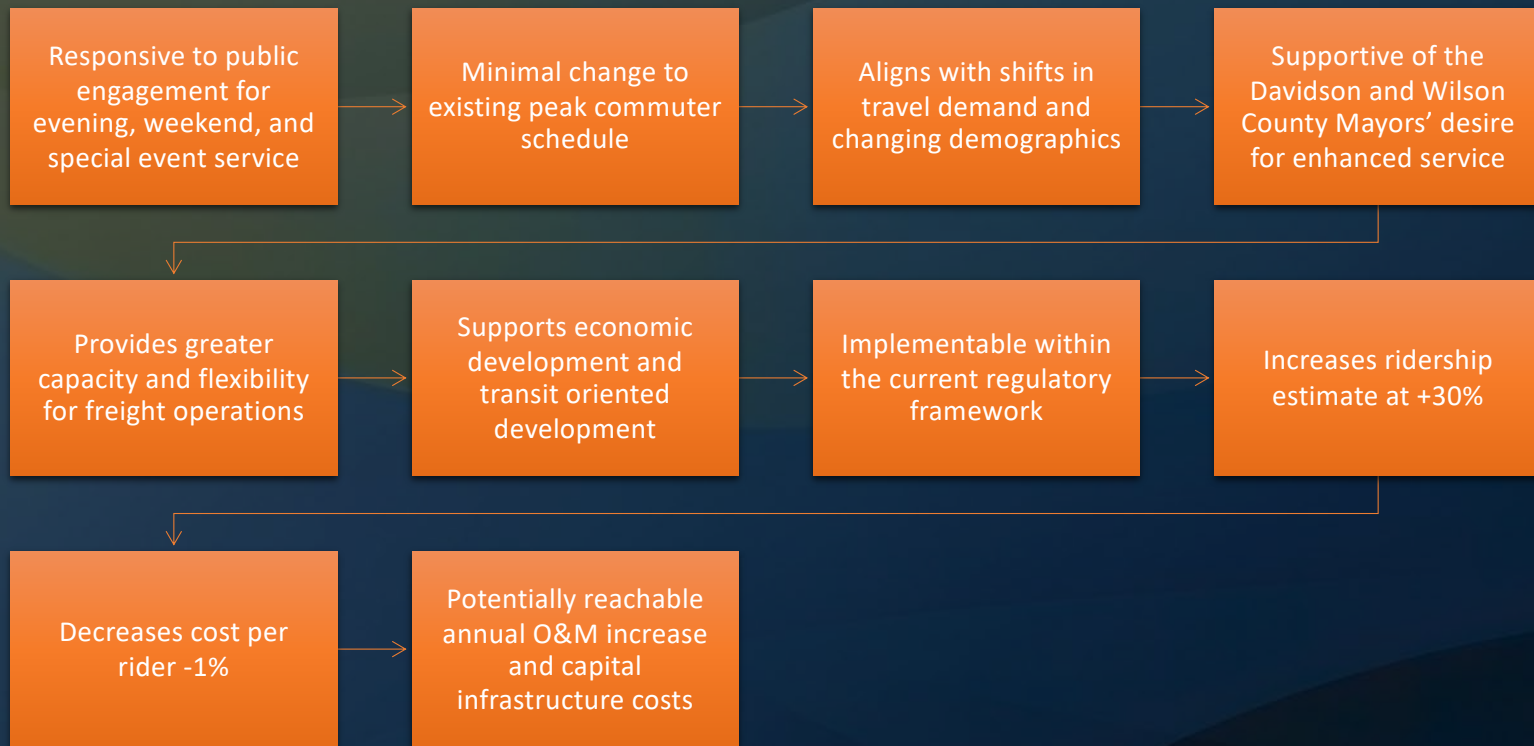 Responsive to public
engagement for
evening, weekend, and
special event service
Minimal change to
existing peak commuter
schedule
Aligns with shifts in
travel demand and
changing demographics
Supportive of the
Davidson and Wilson
County Mayors’ desire
for enhanced service
Provides greater
capacity and flexibility
for freight operations
Supports economic
development and
transit oriented
development
Implementable within
the current regulatory
framework
Increases ridership
estimate at +30%
Decreases cost per
rider -1%
Potentially reachable
annual O&M increase
and capital
infrastructure costs